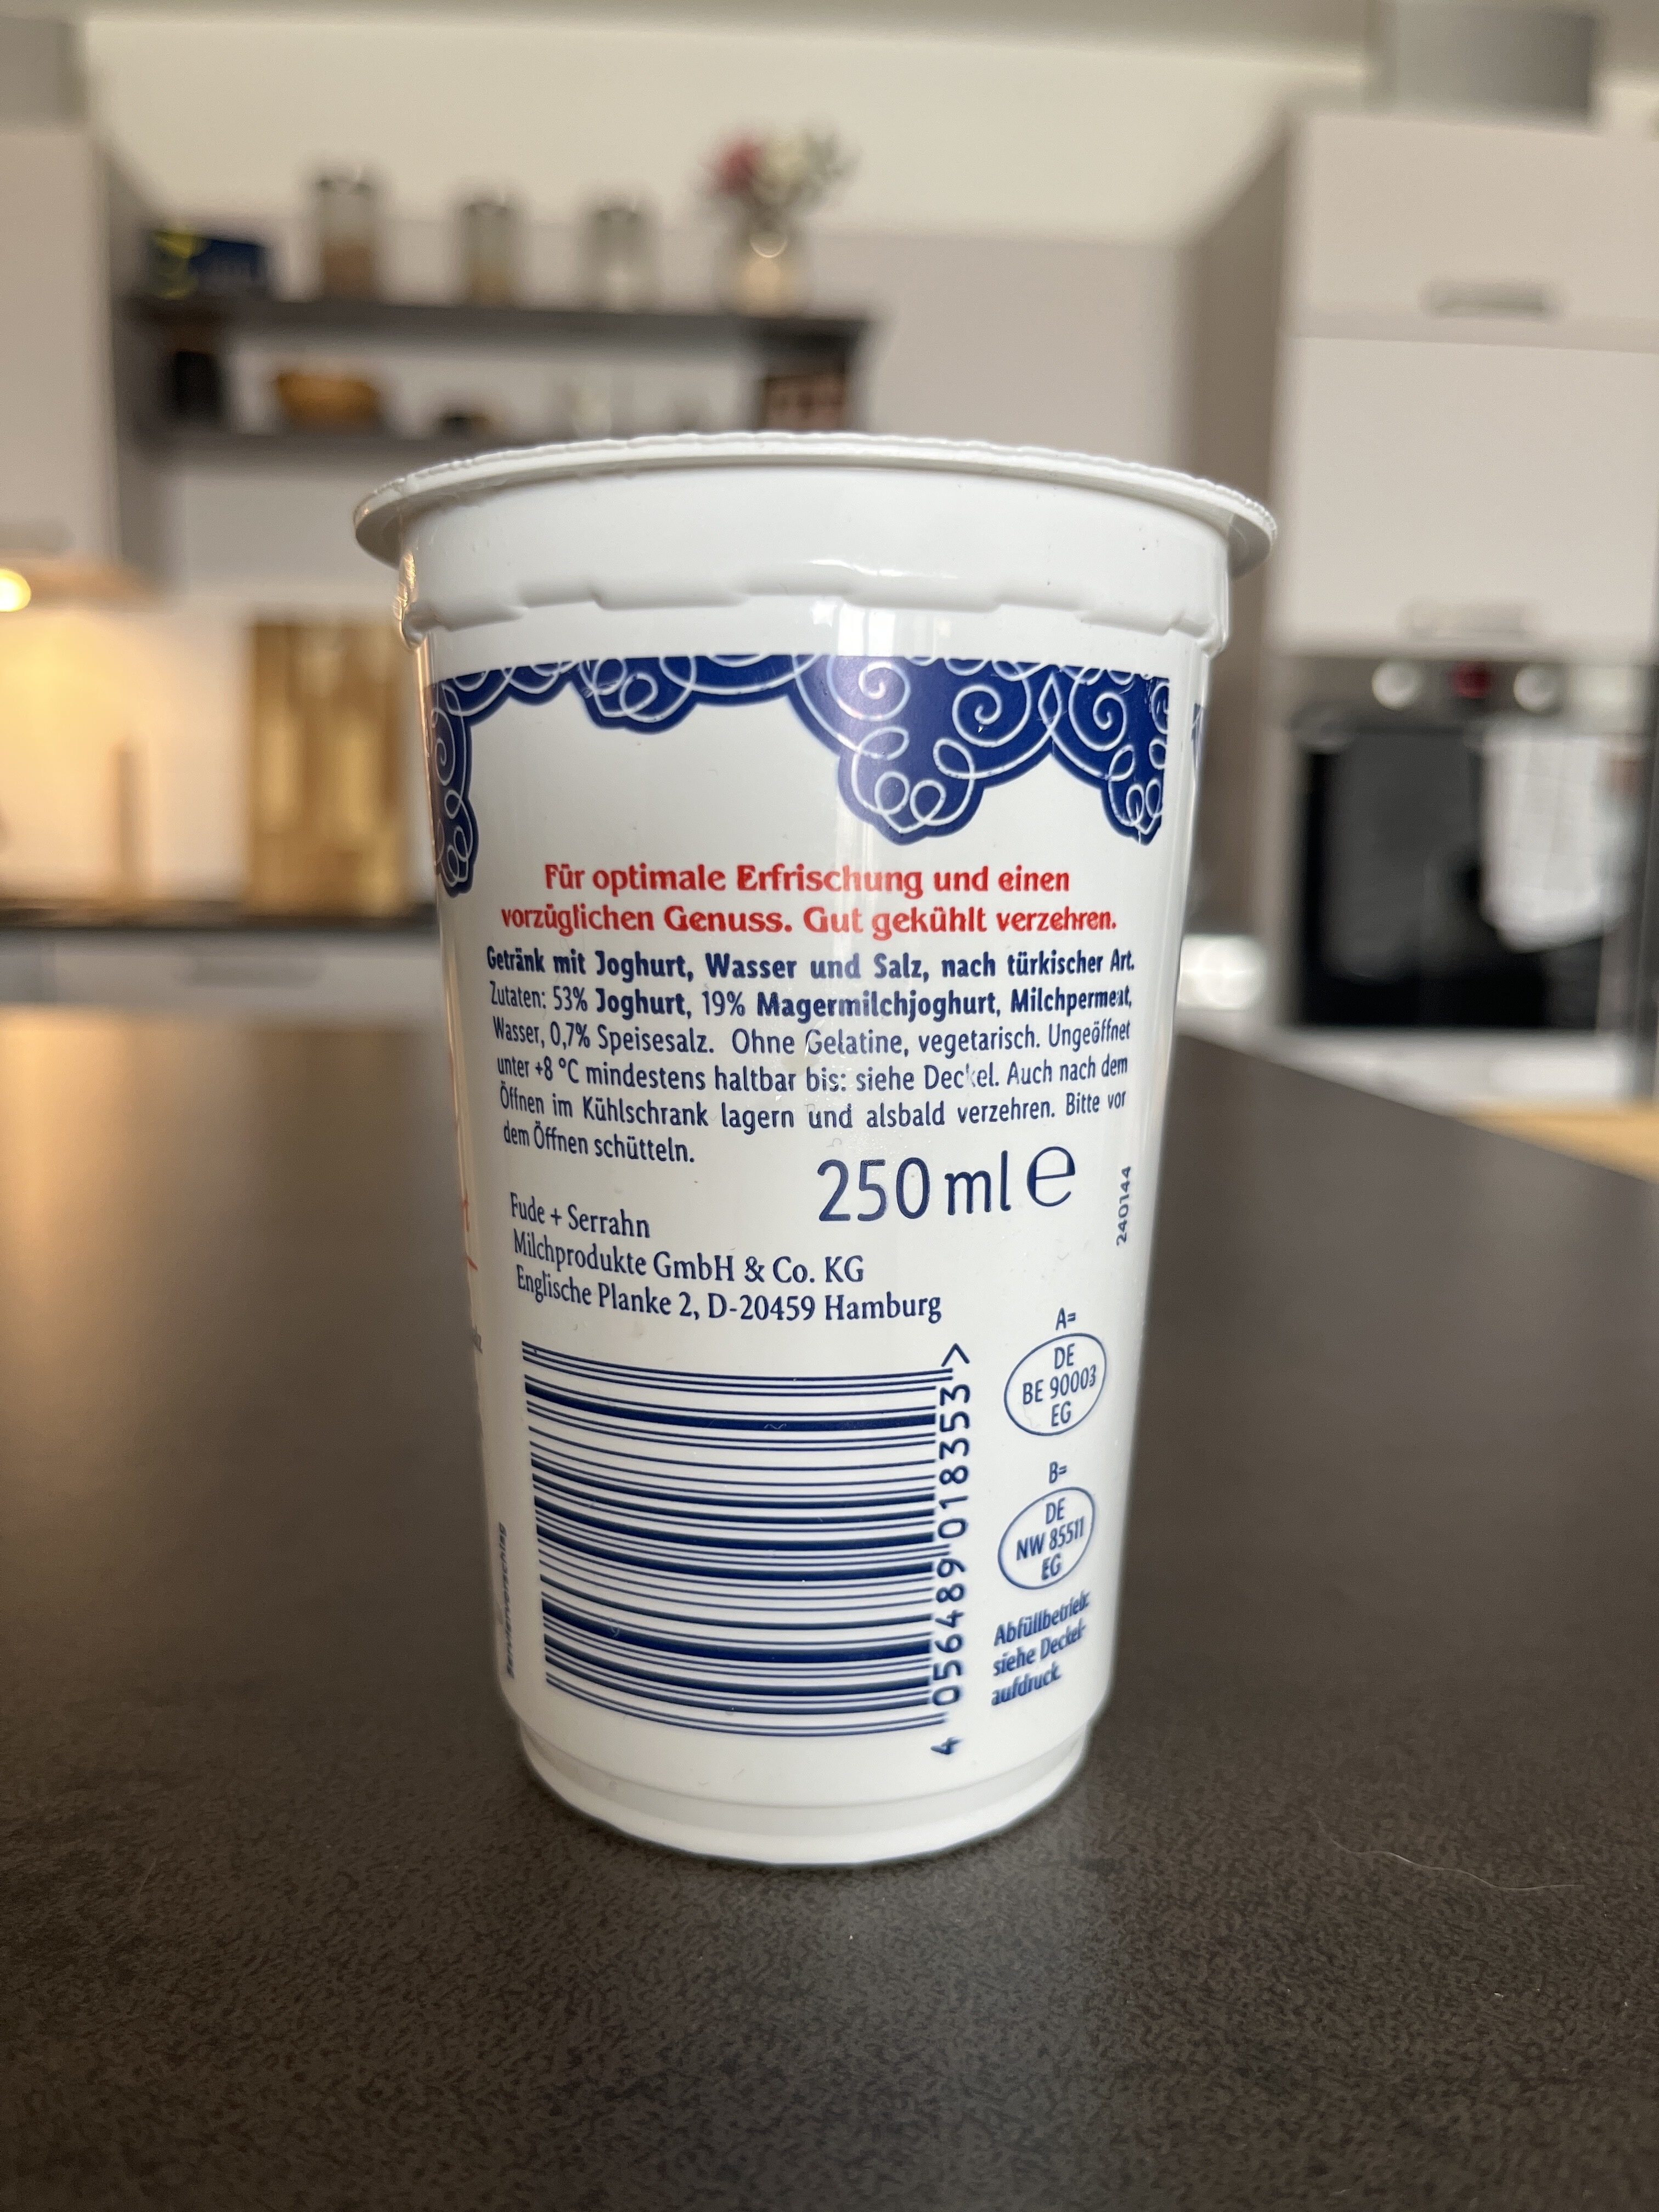 Für optimale Erfrischung und einen
vorzüglichen Genuss. Gut gekühlt verzehren.
Getränk mit Joghurt, Wasser und Salz, nach türkischer Art.
Zutaten: 53% Joghurt, 19% Magermilchjoghurt, Milchpermeat,
Wasser, 0,7% Speisesalz. Ohne Gelatine, vegetarisch. Ungeöffnet
unter +8 °C mindestens haltbar bis: siehe Deckel. Auch nach dem
Öffnen im Kühlschrank lagern und alsbald verzehren. Bitte vor
dem Öffnen schütteln.
250 ml e
240144
Fude + Serrahn
Milchprodukte GmbH & Co. KG
Englische Planke 2, D-20459 Hamburg
A=
DE
BE 90003
EG
B=
DE
NW 85511
EG
Abfüllbetrieb:
siehe Deckel-
aufdruck.
4 056489 018353 >
Serviervorschlag